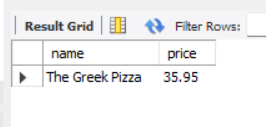 Result Grid Filter Rows:
name price
The Greek Pizza 35.95